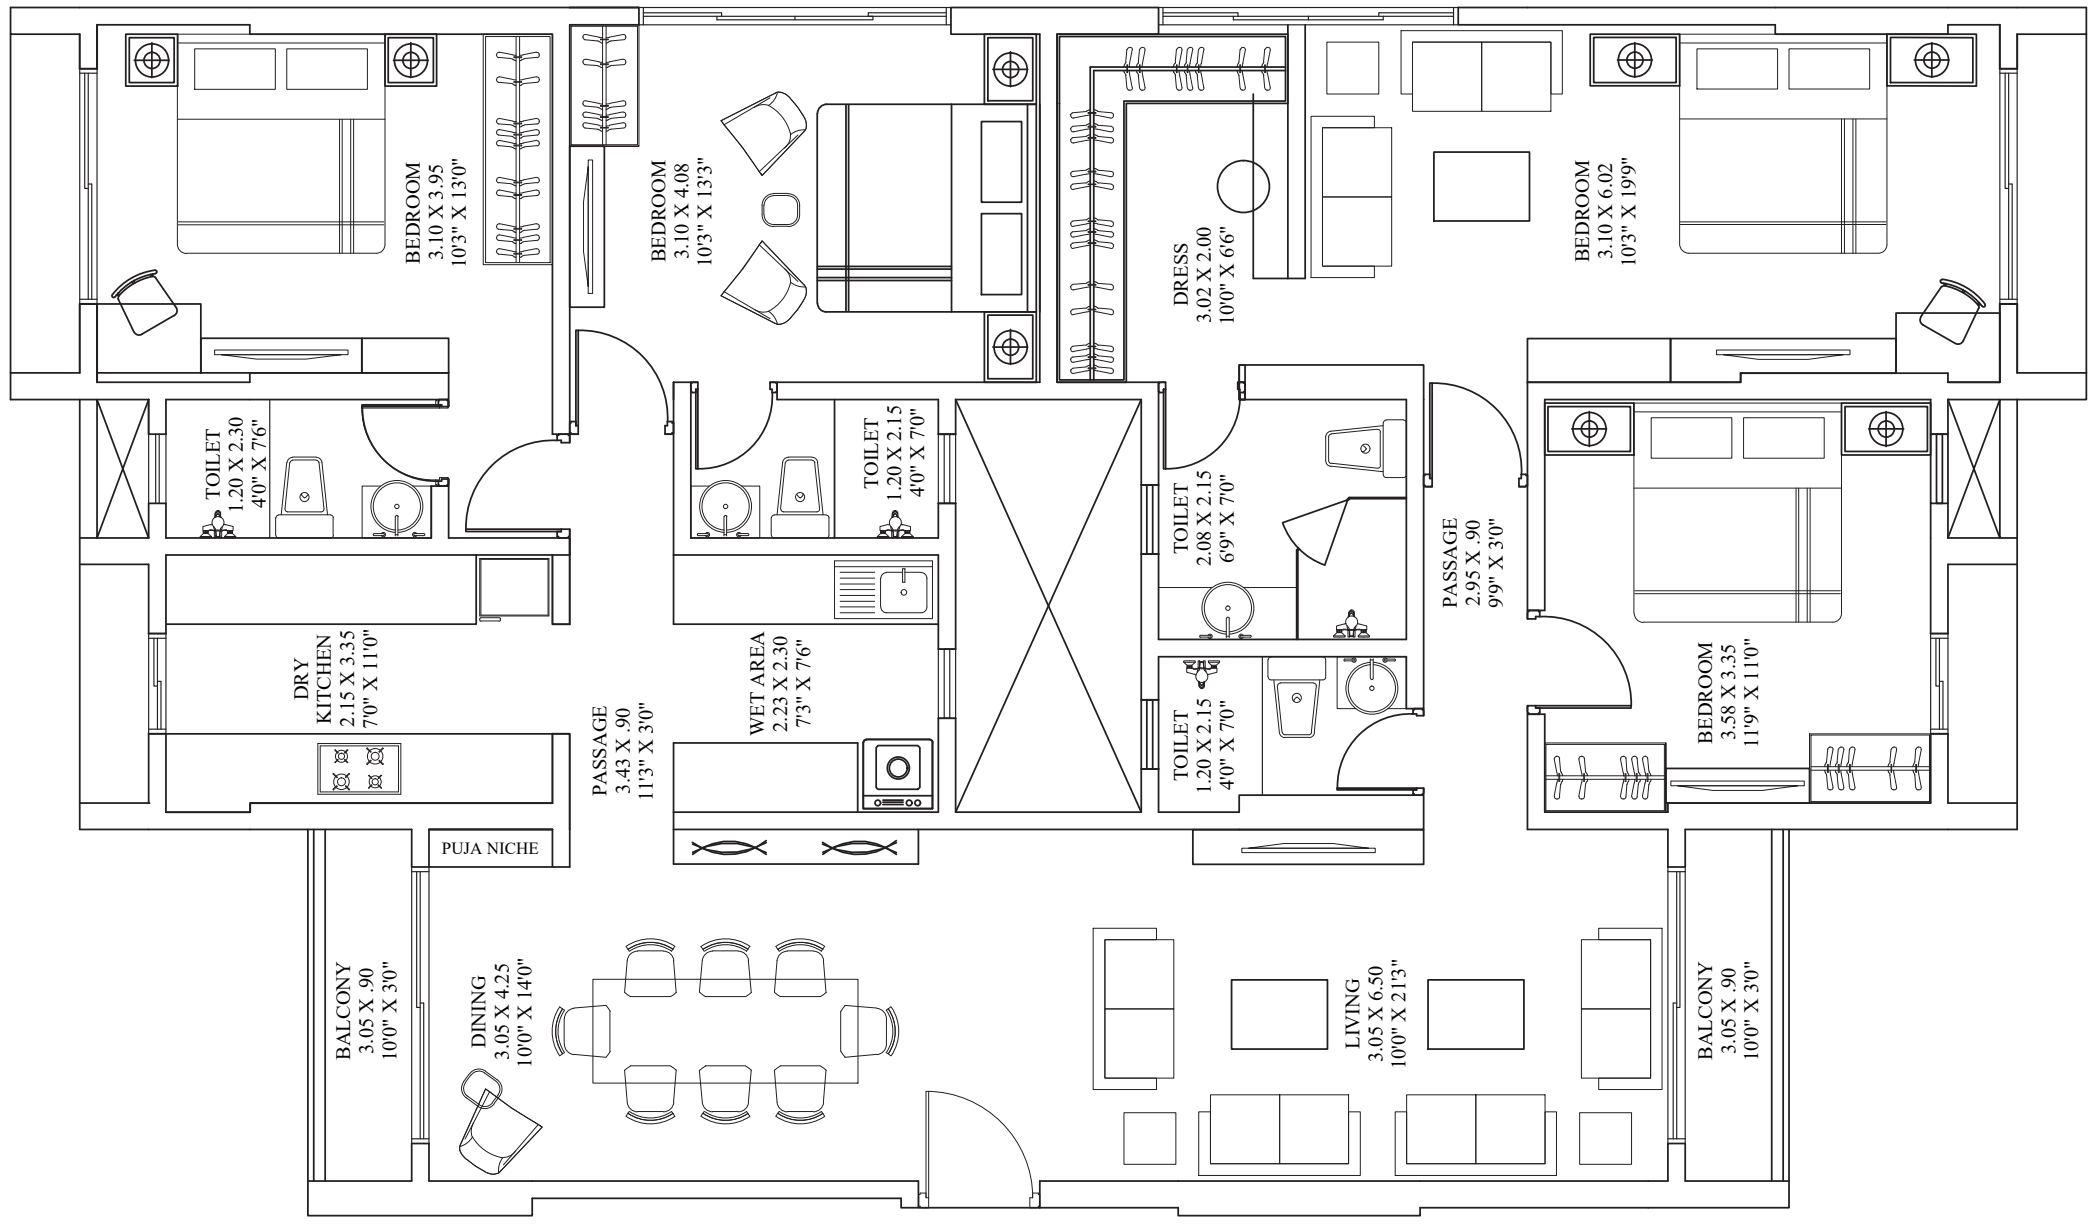 BEDROOM
3.10 X 3.95
10'3" X 13'0"
BEDROOM
3.10 X 4.08
10'3" X 13'3"
DRESS
3.02 X 2.00
10'0" X 6'6"
BEDROOM
3.10 X 6.02
10'3" X 19'9"
TOILET
1.20 X 2.30
4'0" X 7'6"
TOILET
1.20 X 2.15
4'0" X 7'0"
TOILET
2.08 X 2.15
6'9" X 7'0"
PASSAGE
2.95 X .90
9'9" X 3'0"
DRY
KITCHEN
2.15 X 3.35
7'0" X 11'0"
PASSAGE
3.43 X .90
11'3" X 3'0"
WET AREA
2.23 X 2.30
7'3" X 7'6"
TOILET
1.20 X 2.15
4'0" X 7'0"
BEDROOM
3.58 X 3.35
11'9" X 11'0"
PUJA NICHE
BALCONY
3.05 X .90
10'0" X 3'0"
DINING
3.05 X 4.25
10'0" X 14'0"
LIVING
3.05 X 6.50
10'0" X 21'3"
BALCONY
3.05 X .90
10'0" X 3'0"